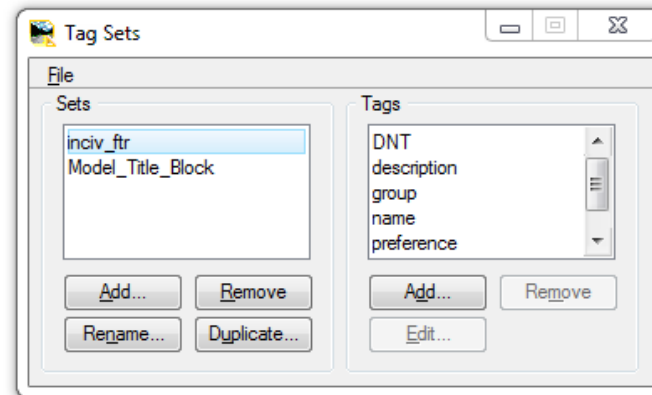 Tag Sets
File
Sets
inciv_ftr
Model_Title_Block
Add...
Remove
Rename...
Duplicate...
Tags
DNT
description
group
name
preference
Add...
Remove
Edit...